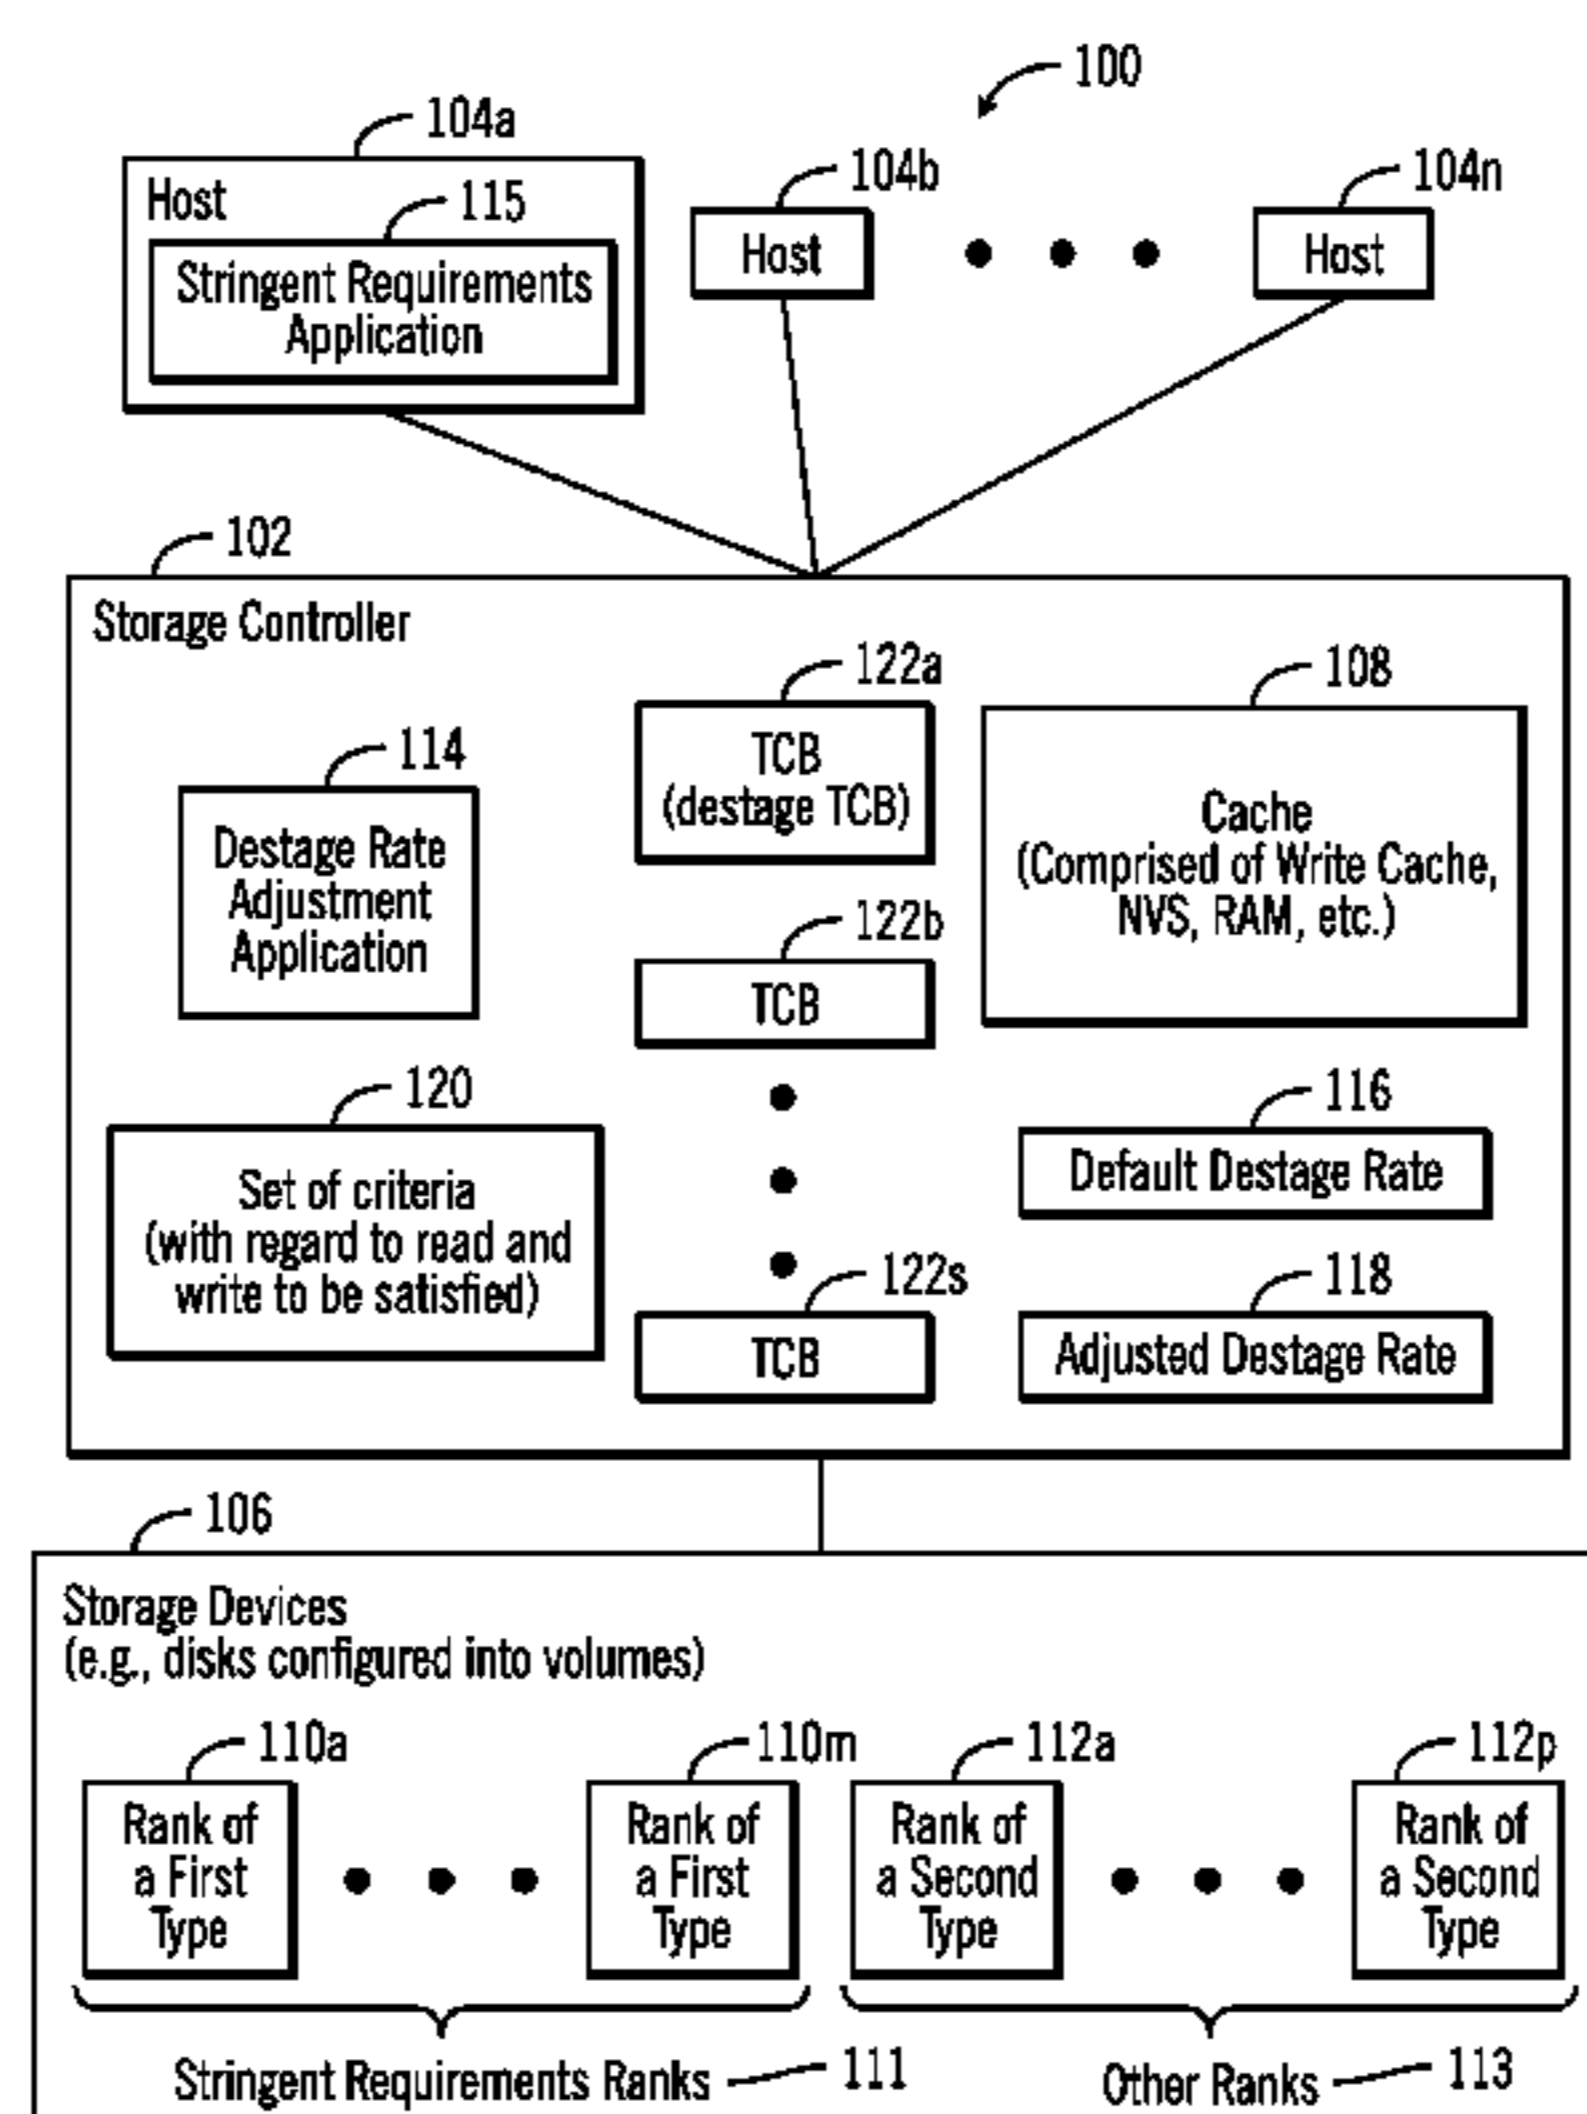 100
104a
Host
115
Stringent Requirements
Application
104b
Host
104n
Host
102
Storage Controller
114
Destage Rate
Adjustment
Application
122a
TCB
(destage TCB)
122b
TCB
122s
TCB
108
Cache
(Comprised of Write Cache,
NVS, RAM, etc.)
120
Set of criteria
(with regard to read and
write to be satisfied)
116
Default Destage Rate
118
Adjusted Destage Rate
106
Storage Devices
(e.g., disks configured into volumes)
110a
Rank of
a First
Type
110m
Rank of
a First
Type
112a
Rank of
a Second
Type
112p
Rank of
a Second
Type
Stringent Requirements Ranks
111
Other Ranks
113